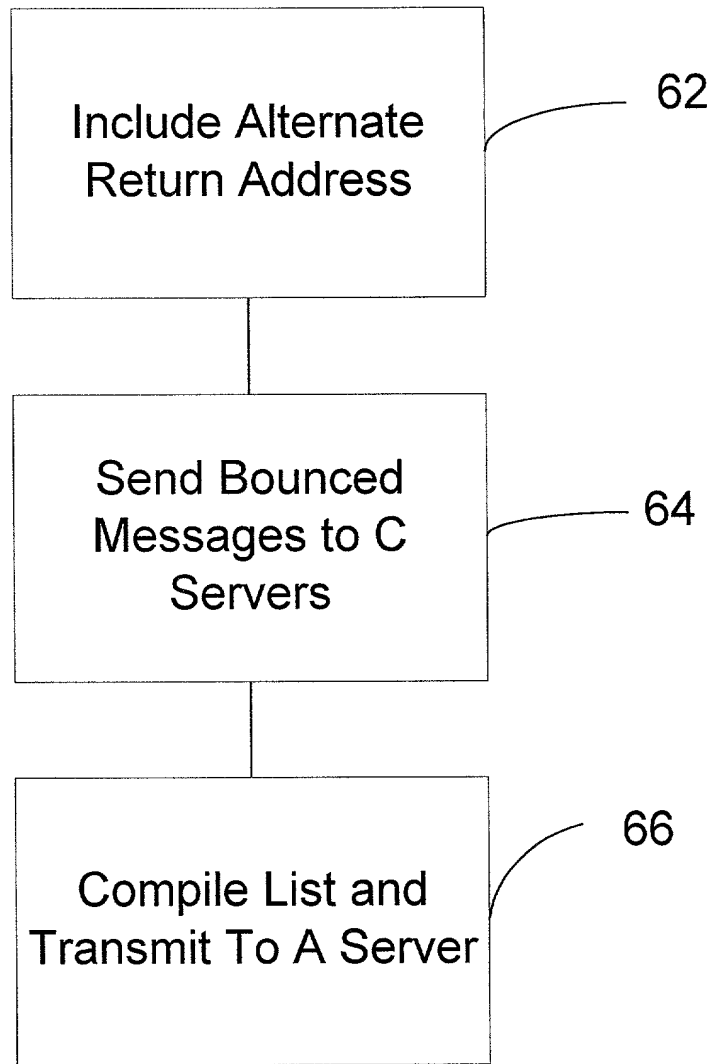 Include Alternate
Return Address
62
Send Bounced
Messages to C
Servers
64
Compile List and
Transmit To A Server
66